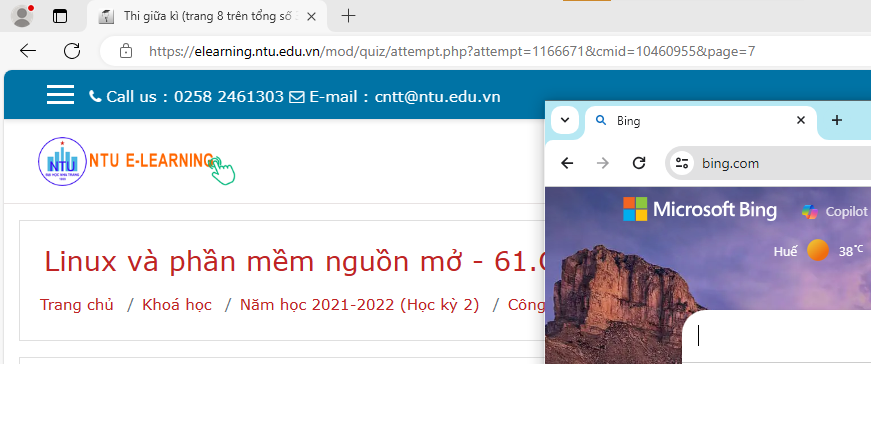 Thi giữa kì (trang 8 trên tổng số
https://elearning.ntu.edu.vn/mod/quiz/attempt.php?attempt=1166671&cmid=10460955&page=7
Call us : 0258 2461303 E-mail : cntt@ntu.edu.vn
NTU
NTU E-LEARNING
Linux và phần mềm nguồn mở - 61.
Trang chủ / Khoá học / Năm học 2021-2022 (Học kỳ 2) / Công
Bing
bing.com
Microsoft Bing Copilot
Huế 38°C